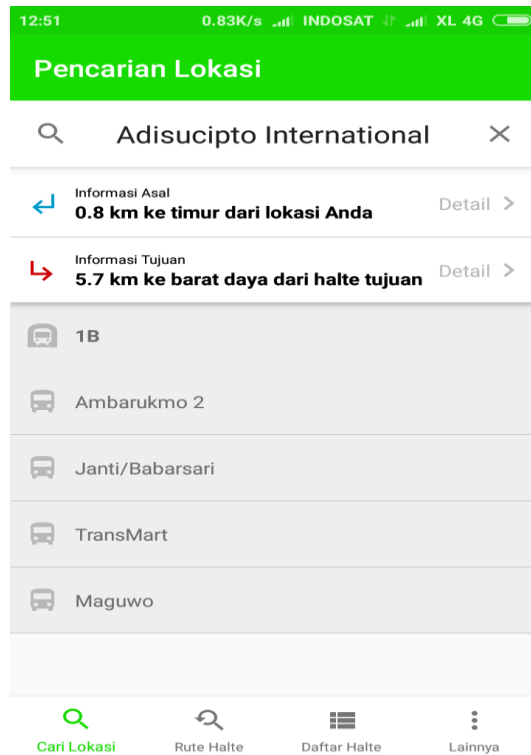 12:51 0.83K/s INDOSAT XL 4G
Pencarian Lokasi
Adisucipto International
Informasi Asal
0.8 km ke timur dari lokasi Anda
Detail
Informasi Tujuan
5.7 km ke barat daya dari halte tujuan
Detail
1B
Ambarukmo 2
Janti/Babarsari
TransMart
Maguwo
Cari Lokasi Rute Halte Daftar Halte Lainnya